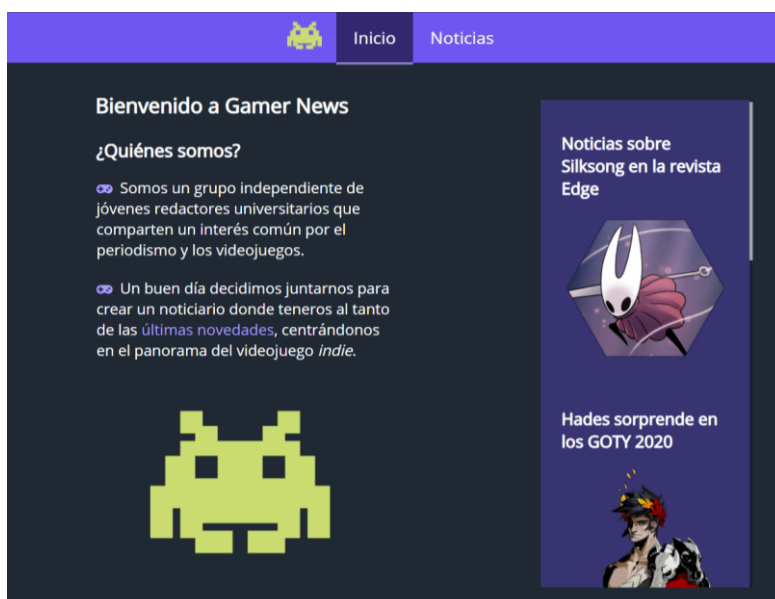 Inicio
Noticias
Bienvenido a Gamer News
¿Quiénes somos?
Somos un grupo independiente de
jóvenes redactores universitarios que
comparten un interés común por el
periodismo y los videojuegos.
Un buen día decidimos juntarnos para
crear un noticiario donde teneros al tanto
de las últimas novedades, centrándonos
en el panorama del videojuego indie.
Noticias sobre
Silksong en la revista
Edge
Hades sorprende en
los GOTY 2020